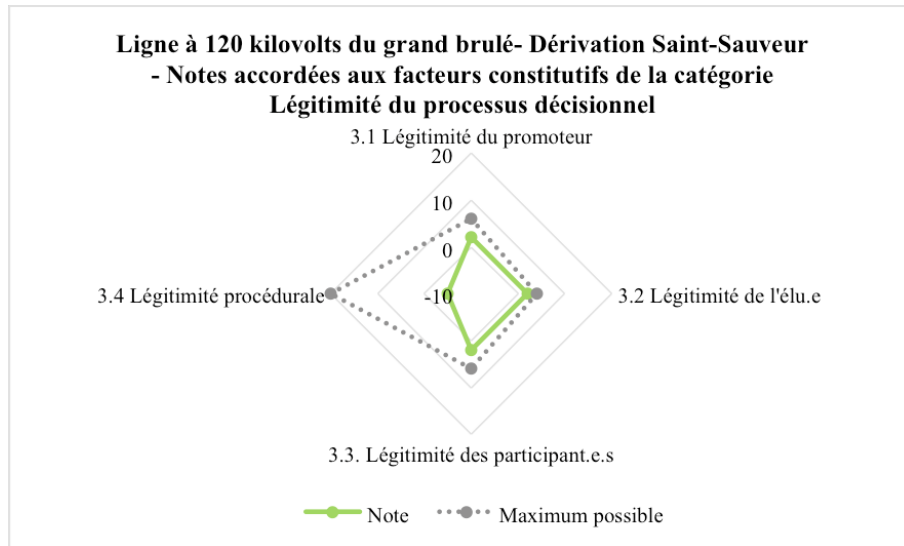 Ligne à 120 kilovolts du grand brulé- Dérivation Saint-Sauveur
- Notes accordées aux facteurs constitutifs de la catégorie
Légitimité du processus décisionnel
3.1 Légitimité du promoteur
20
10
0
3.4 Légitimité procédurale
-10
3.2 Légitimité de l'élu.e
3.3. Légitimité des participant.e.s
Note
Maximum possible